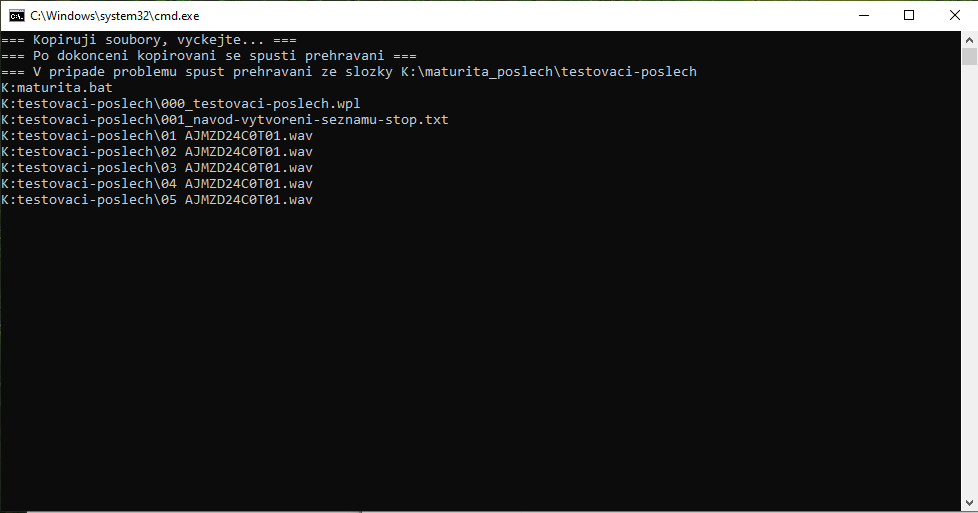 C:\Windows\system32\cmd.exe
=== Kopiruji soubory, vyckejte... ===
=== Po dokonceni kopirovani se spusti prehravani ===
=== V pripade problemu spust prehravani ze slozky K:\maturita_poslech\testovaci-poslech
K:maturita.bat
K:testovaci-poslech\000_testovaci-poslech.wpl
K:testovaci-poslech\001_navod-vytvoreni-seznamu-stop.txt
K:testovaci-poslech\01 AJMZD24C0T01.wav
K:testovaci-poslech\02 AJMZD24C0T01.wav
K:testovaci-poslech\03 AJMZD24C0T01.wav
K:testovaci-poslech\04 AJMZD24C0T01.wav
K:testovaci-poslech\05 AJMZD24C0T01.wav